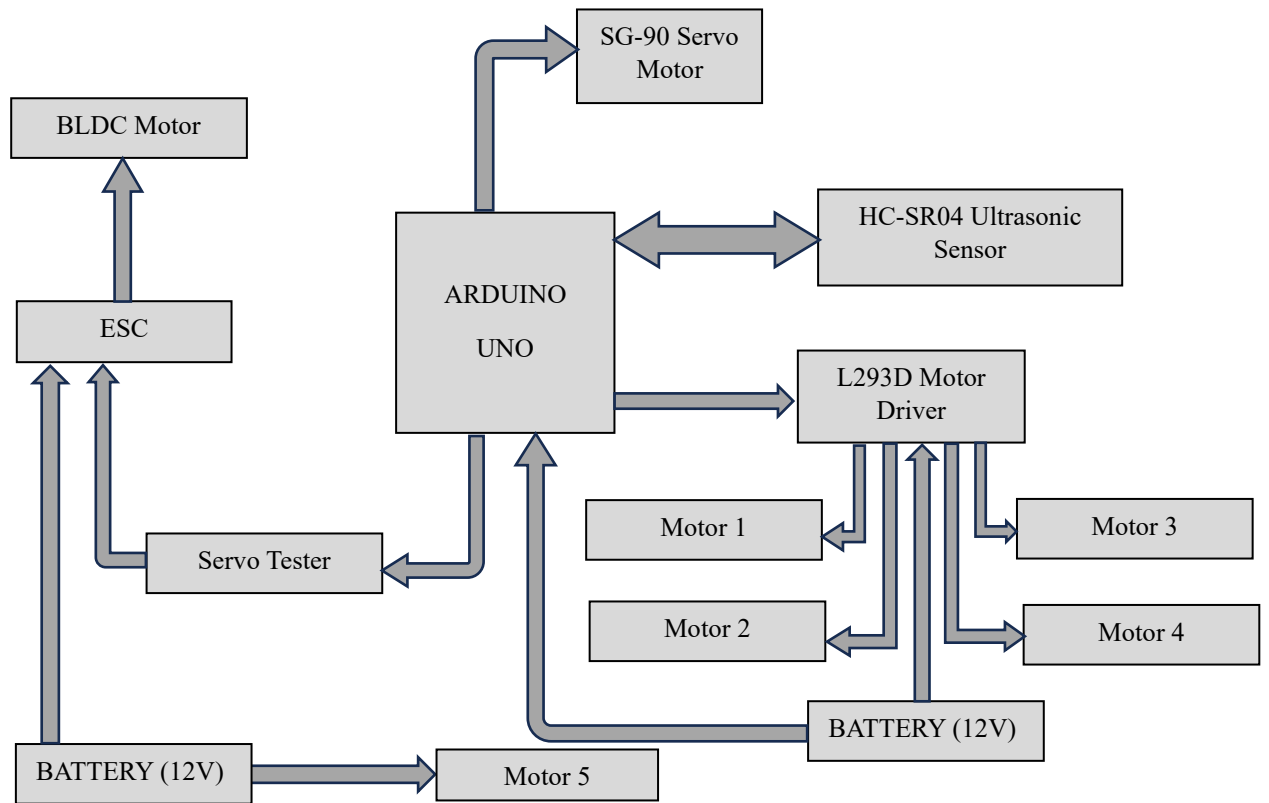 SG-90 Servo
Motor
BLDC Motor
HC-SR04 Ultrasonic
Sensor
ARDUINO
UNO
ESC
L293D Motor
Driver
Motor 1
Motor 3
Servo Tester
Motor 2
Motor 4
BATTERY (12V)
BATTERY (12V)
Motor 5